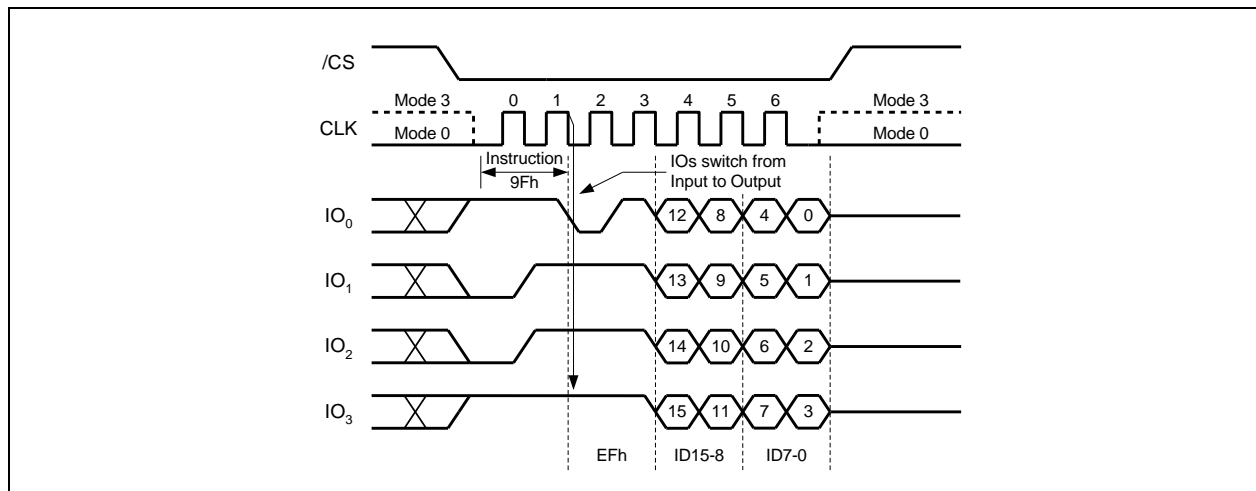 /CS
Mode 3
0 1 2 3 4 5 6
Mode 3
CLK
Mode 0
Mode 0
Instruction
9Fh
IOs switch from
Input to Output
IO0
12 8 4 0
IO1
13 9 5 1
IO2
14 10 6 2
IO3
15 11 7 3
EFh
ID15-8
ID7-0